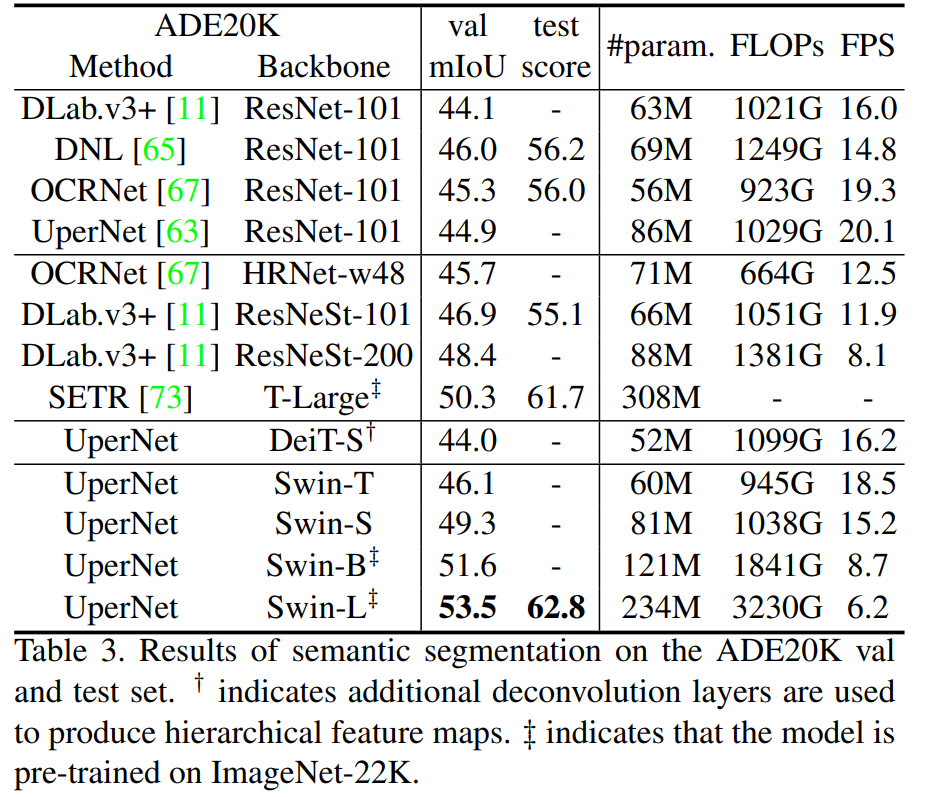 ADE20K val test #param. FLOPs FPS
Method Backbone mIoU score
DLab.v3+ [11] ResNet-101 44.1 - 63M 1021G 16.0
DNL [65] ResNet-101 46.0 56.2 69M 1249G 14.8
OCRNet [67] ResNet-101 45.3 56.0 56M 923G 19.3
UperNet [63] ResNet-101 44.9 - 86M 1029G 20.1
OCRNet [67] HRNet-w48 45.7 - 71M 664G 12.5
DLab.v3+ [11] ResNeSt-101 46.9 55.1 66M 1051G 11.9
DLab.v3+ [11] ResNeSt-200 48.4 - 88M 1381G 8.1
SETR [73] T-Large‡ 50.3 61.7 308M - -
UperNet DeiT-S† 44.0 - 52M 1099G 16.2
UperNet Swin-T 46.1 - 60M 945G 18.5
UperNet Swin-S 49.3 - 81M 1038G 15.2
UperNet Swin-B‡ 51.6 - 121M 1841G 8.7
UperNet Swin-L‡ 53.5 62.8 234M 3230G 6.2
Table 3. Results of semantic segmentation on the ADE20K val
and test set. † indicates additional deconvolution layers are used
to produce hierarchical feature maps. ‡ indicates that the model is
pre-trained on ImageNet-22K.